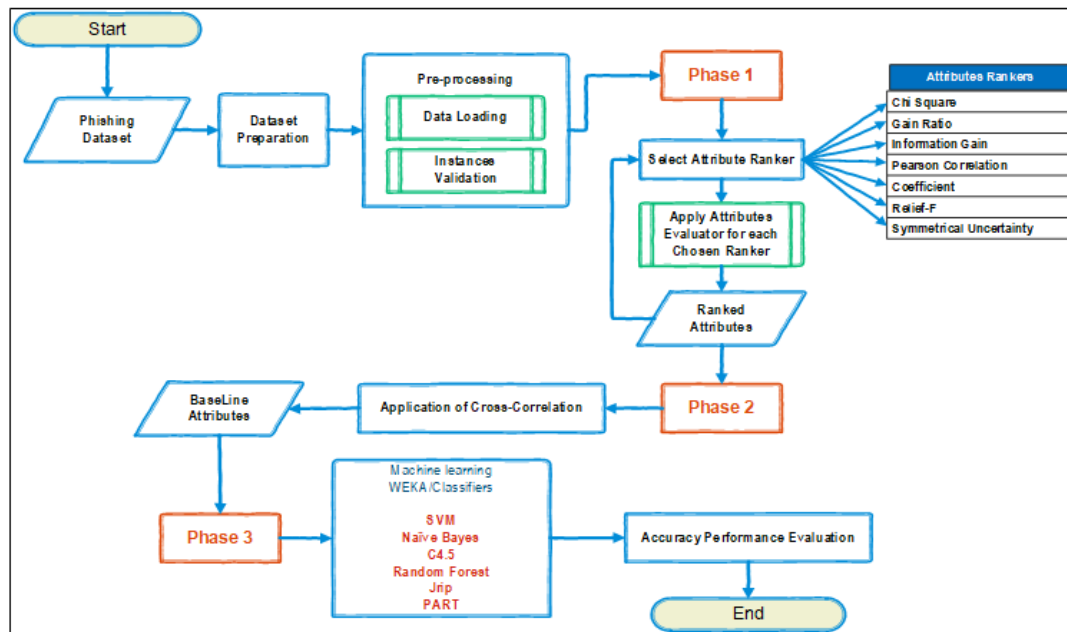 Start
Phishing
Dataset
Dataset
Preparation
Pre-processing
Data Loading
Instances
Validation
Phase 1
Select Attribute Ranker
Apply Attributes
Evaluator for each
Chosen Ranker
Ranked
Attributes
Attributes Rankers
Chi Square
Gain Ratio
Information Gain
Pearson Correlation
Coefficient
Relief-F
Symmetrical Uncertainty
Phase 2
Application of Cross-Correlation
BaseLine
Attributes
Phase 3
Machine learning
WEKA/Classifiers
SVM
Naïve Bayes
C4.5
Random Forest
Jrip
PART
Accuracy Performance Evaluation
End